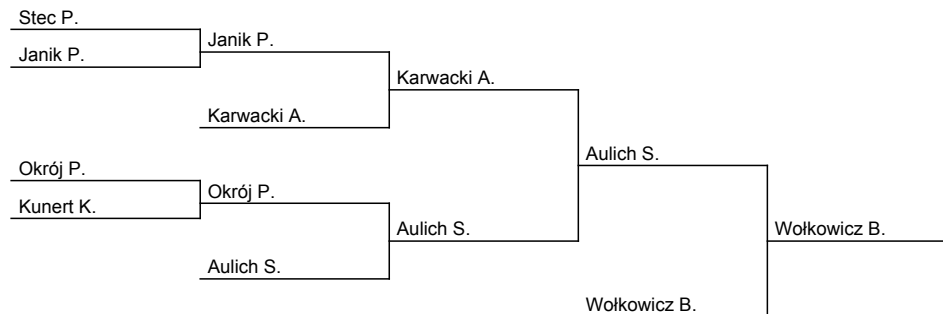 Stec P.
Janik P.
Janik P.
Karwacki A.
Karwacki A.
Okrój P.
Aulich S.
Kunert K.
Okrój P.
Aulich S.
Wołkowicz B.
Aulich S.
Wołkowicz B.